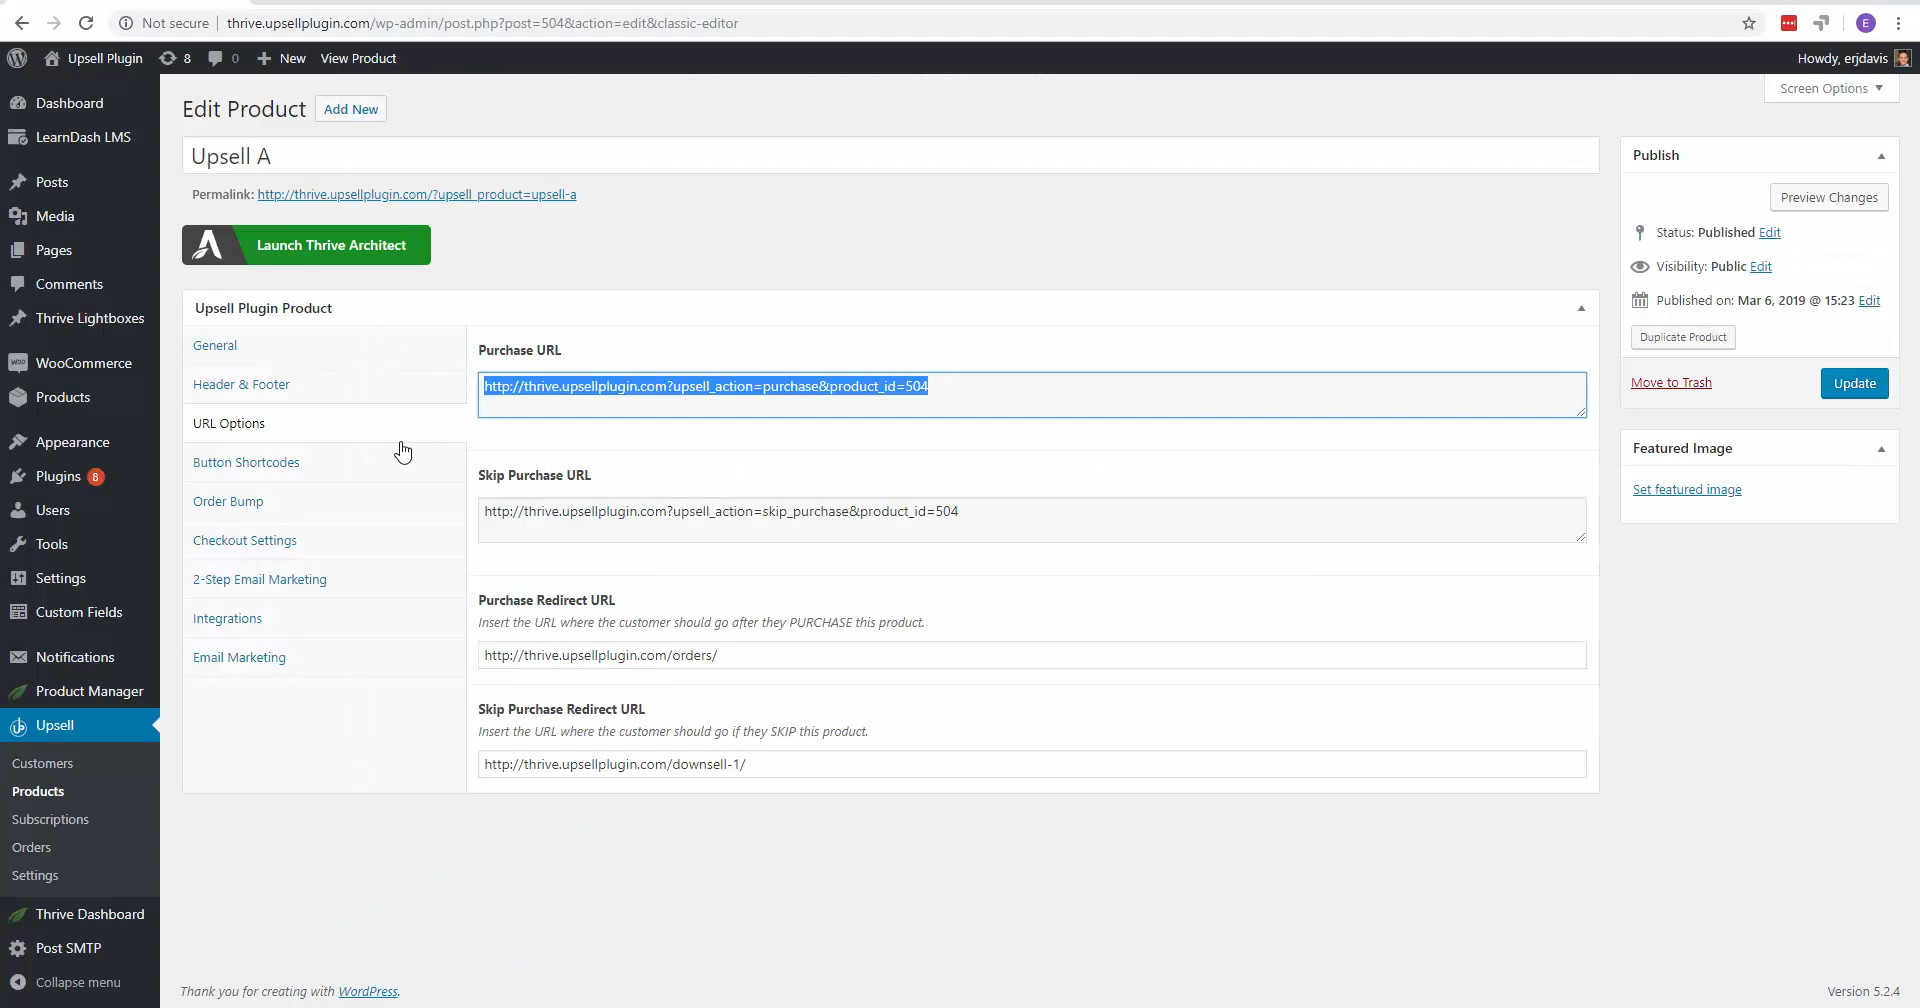 Not secure thrive.upsellplugin.com/wp-admin/post.php?post=504&action=edit&classic-editor
E
Upsell Plugin 8 0 New View Product Howdy, erjdavis
Screen Options
Dashboard
LearnDash LMS
Posts
Media
Pages
Comments
Thrive Lightboxes
WooCommerce
Products
Appearance
Plugins 8
Users
Tools
Settings
Custom Fields
Notifications
Product Manager
Upsell
Customers
Products
Subscriptions
Orders
Settings
Thrive Dashboard
Post SMTP
Collapse menu
Edit Product Add New
Upsell A
Permalink: http://thrive.upsellplugin.com/?upsell_product=upsell-a
Launch Thrive Architect
Upsell Plugin Product
General
Header & Footer
URL Options
Button Shortcodes
Order Bump
Checkout Settings
2-Step Email Marketing
Integrations
Email Marketing
Purchase URL
http://thrive.upsellplugin.com?upsell_action=purchase&product_id=504
Skip Purchase URL
http://thrive.upsellplugin.com?upsell_action=skip_purchase&product_id=504
Purchase Redirect URL
Insert the URL where the customer should go after they PURCHASE this product.
http://thrive.upsellplugin.com/orders/
Skip Purchase Redirect URL
Insert the URL where the customer should go if they SKIP this product.
http://thrive.upsellplugin.com/downsell-1/
Publish
Preview Changes
Status: Published Edit
Visibility: Public Edit
Published on: Mar 6, 2019 @ 15:23 Edit
Duplicate Product
Move to Trash Update
Featured Image
Set featured image
Thank you for creating with WordPress.
Version 5.2.4